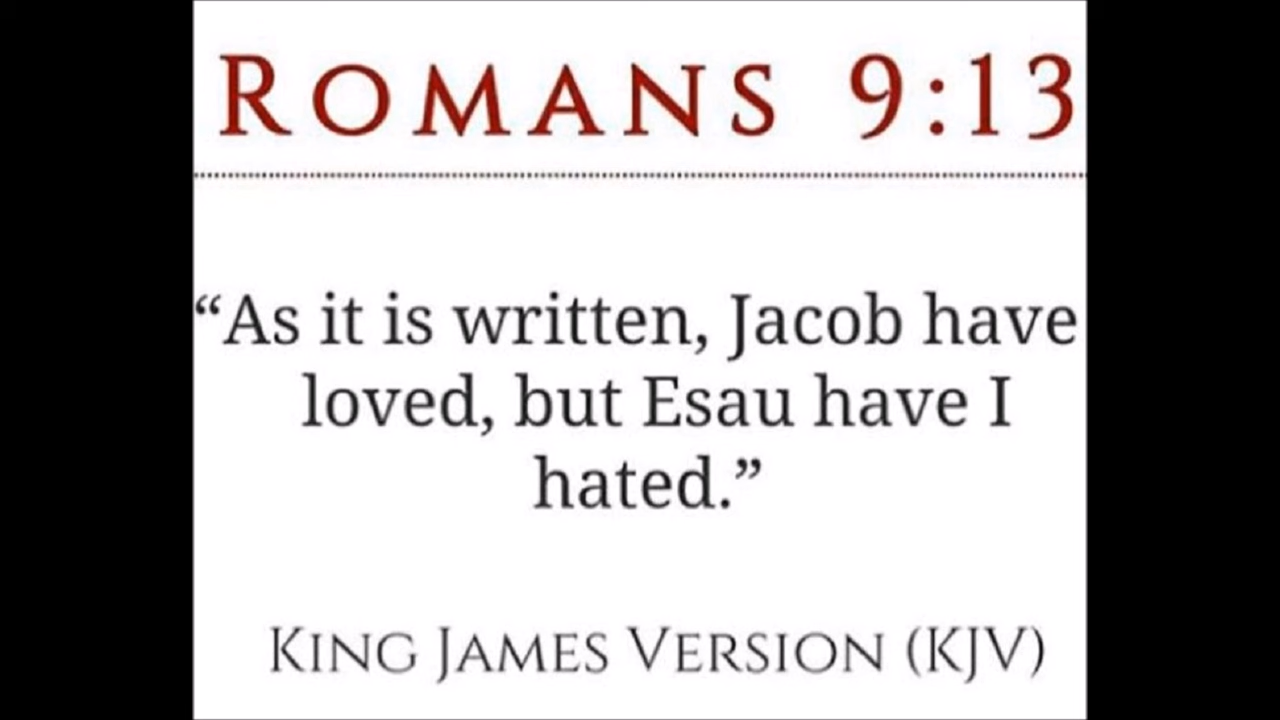 ROMANS 9:13
“As it is written, Jacob have
loved, but Esau have I
hated.”
KING JAMES VERSION (KJV)